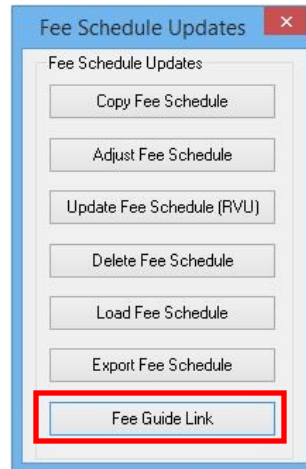 Fee Schedule Updates
Fee Schedule Updates
Copy Fee Schedule
Adjust Fee Schedule
Update Fee Schedule (RVU)
Delete Fee Schedule
Load Fee Schedule
Export Fee Schedule
Fee Guide Link